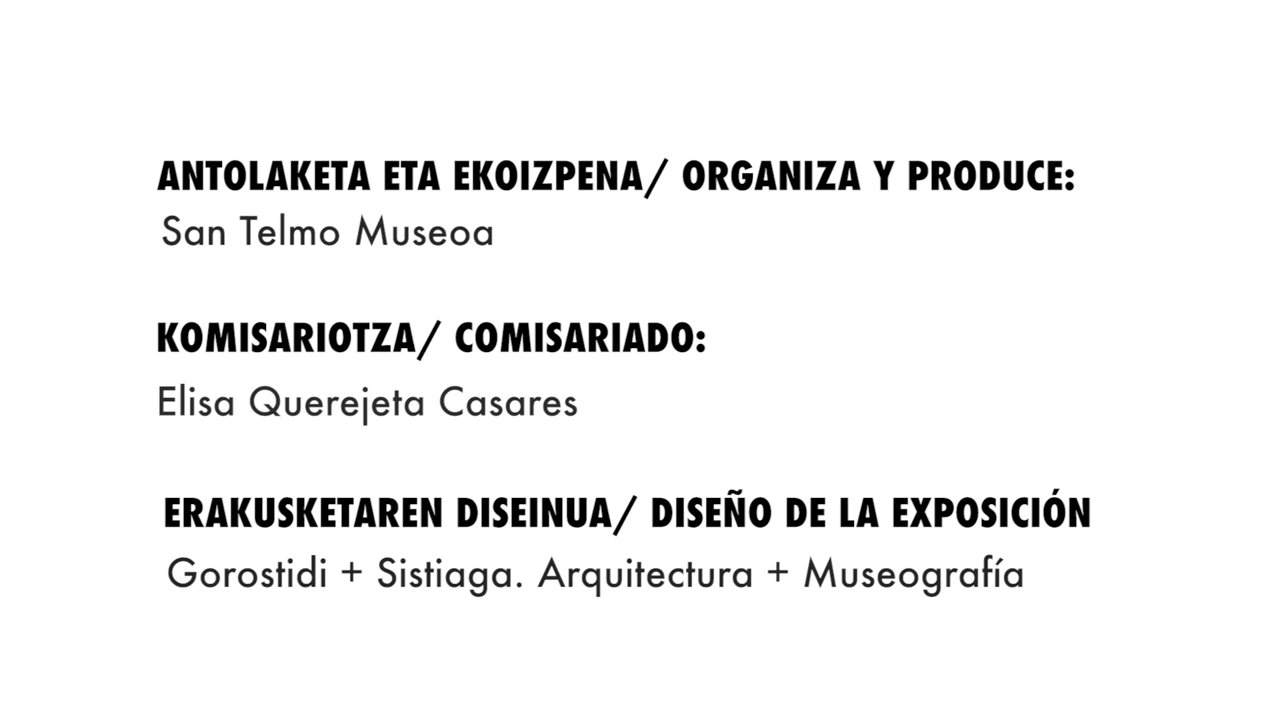 ANTOLAKETA ETA EKOIZPENA/ ORGANIZA Y PRODUCE:
San Telmo Museoa
KOMISARIOTZA/ COMISARIADO:
Elisa Querejeta Casares
ERAKUSKETAREN DISEINUA/ DISEÑO DE LA EXPOSICIÓN
Gorostidi + Sistiaga. Arquitectura + Museografía